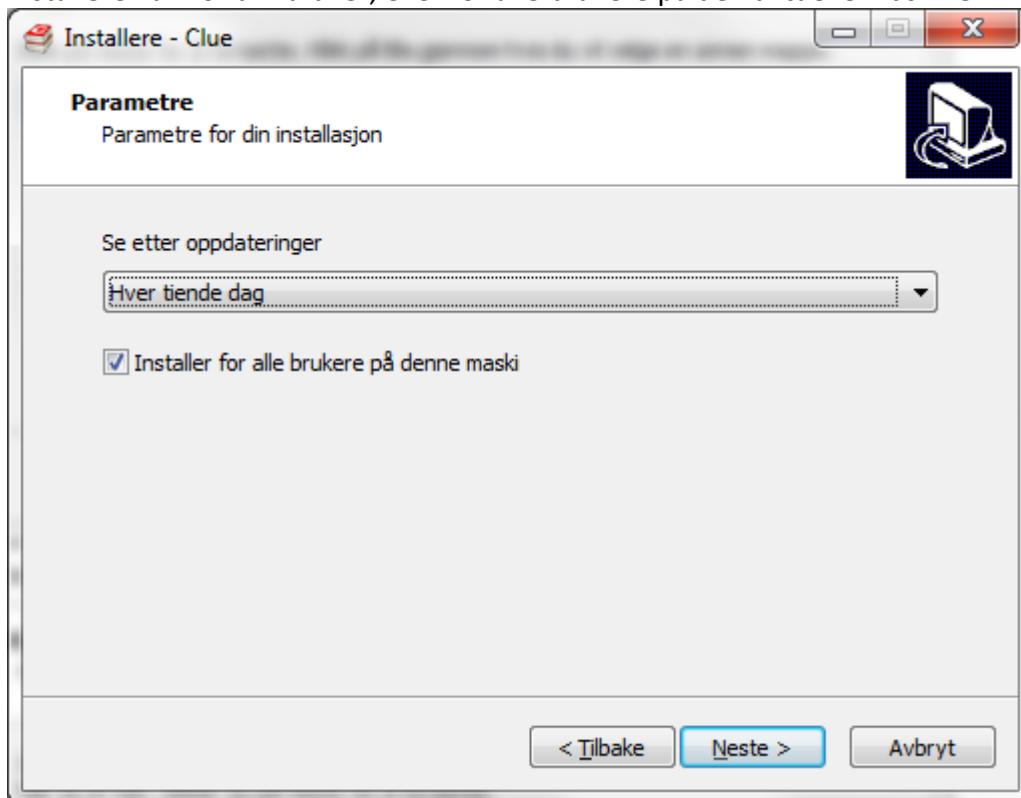 Installere - Clue
Parametre
Parametre for din installasjon
Se etter oppdateringer
Hver tiende dag
Installer for alle brukere på denne maski
< Tilbake
Neste >
Avbryt